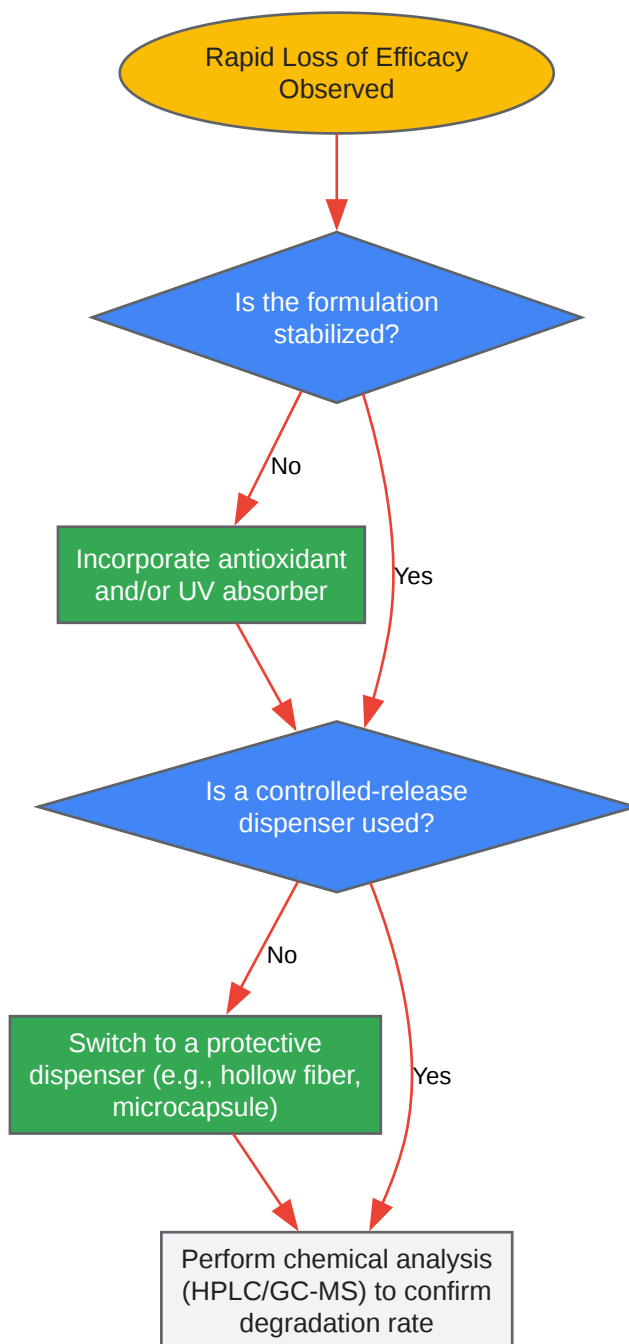 Rapid Loss of Efficacy
Observed
Is the formulation
stabilized?
No
Incorporate antioxidant
and/or UV absorber
Yes
Is a controlled-release
dispenser used?
No
Switch to a protective
dispenser (e.g., hollow fiber,
microcapsule)
Yes
Perform chemical analysis
(HPLC/GC-MS) to confirm
degradation rate